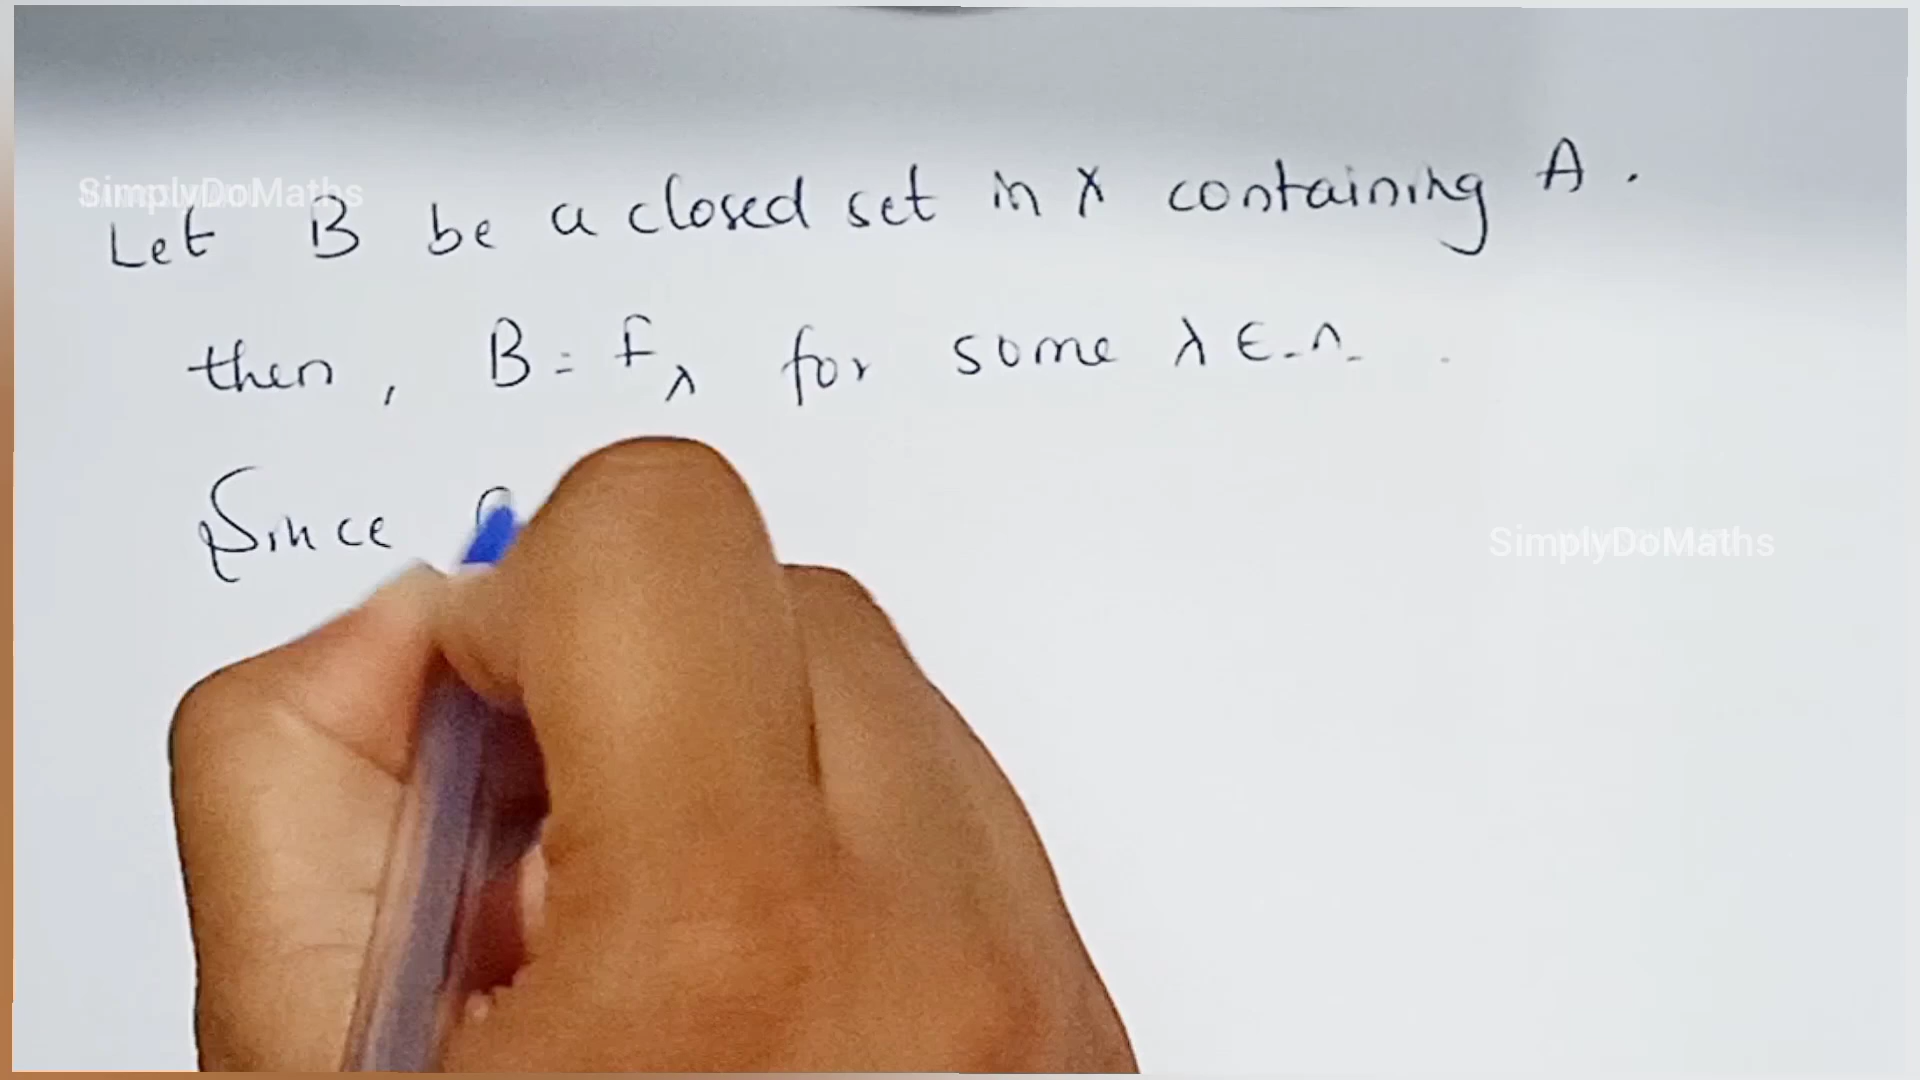 SimplyDoMaths
Let B be a closed set in X containing A.
then, B = F_λ for some λ ∈ Λ.
Since
SimplyDoMaths